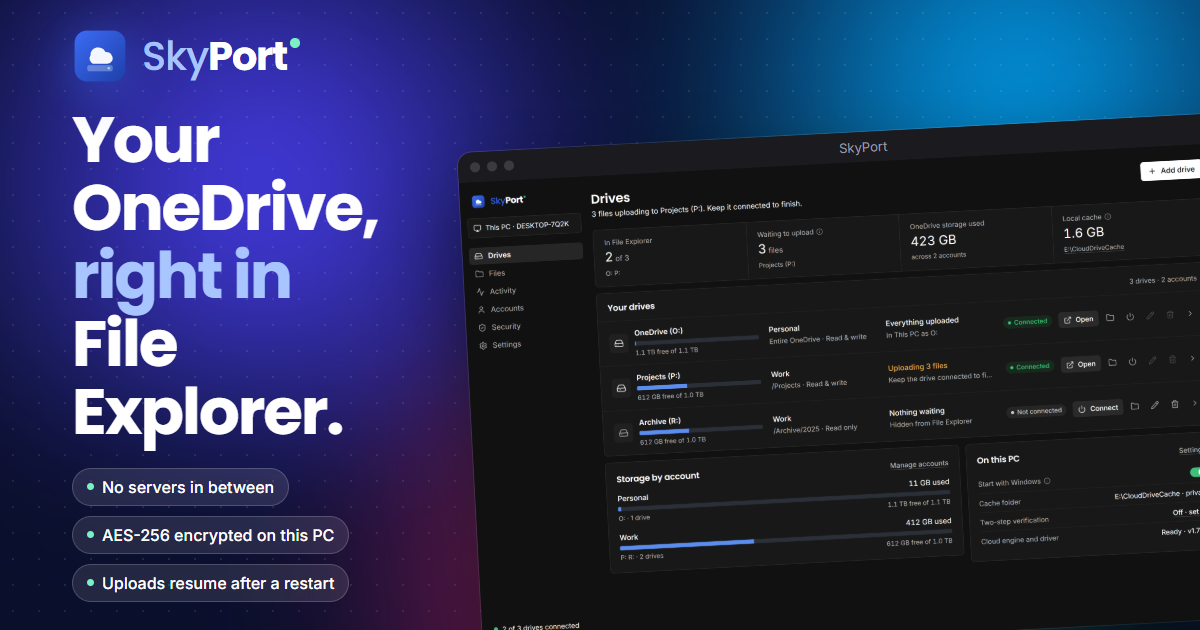 SkyPort
Your
OneDrive,
right in
File
Explorer.
No servers in between
AES-256 encrypted on this PC
Uploads resume after a restart
SkyPort
SkyPort
This PC · DESKTOP-7Q2K
Drives
Files
Activity
Accounts
Security
Settings
2 of 3 drives connected
Drives
3 files uploading to Projects (P:). Keep it connected to finish.
+ Add drive
In File Explorer
2 of 3
O: P:
Waiting to upload
3 files
Projects (P:)
OneDrive storage used
423 GB
across 2 accounts
Local cache
1.6 GB
E:\CloudDriveCache
Your drives
3 drives · 2 accounts
OneDrive (O:)
1.1 TB free of 1.1 TB
Personal
Entire OneDrive · Read & write
Everything uploaded
In This PC as O:
Connected
Open
Projects (P:)
612 GB free of 1.0 TB
Work
/Projects · Read & write
Uploading 3 files
Keep the drive connected to fi...
Connected
Open
Archive (R:)
612 GB free of 1.0 TB
Work
/Archive/2025 · Read only
Nothing waiting
Hidden from File Explorer
Not connected
Connect
Storage by account
Manage accounts
Personal
11 GB used
O: · 1 drive
1.1 TB free of 1.1 TB
Work
412 GB used
P: R: · 2 drives
612 GB free of 1.0 TB
On this PC
Setting
Start with Windows
Cache folder
E:\CloudDriveCache · priva
Two-step verification
Off · set
Cloud engine and driver
Ready · v1.7